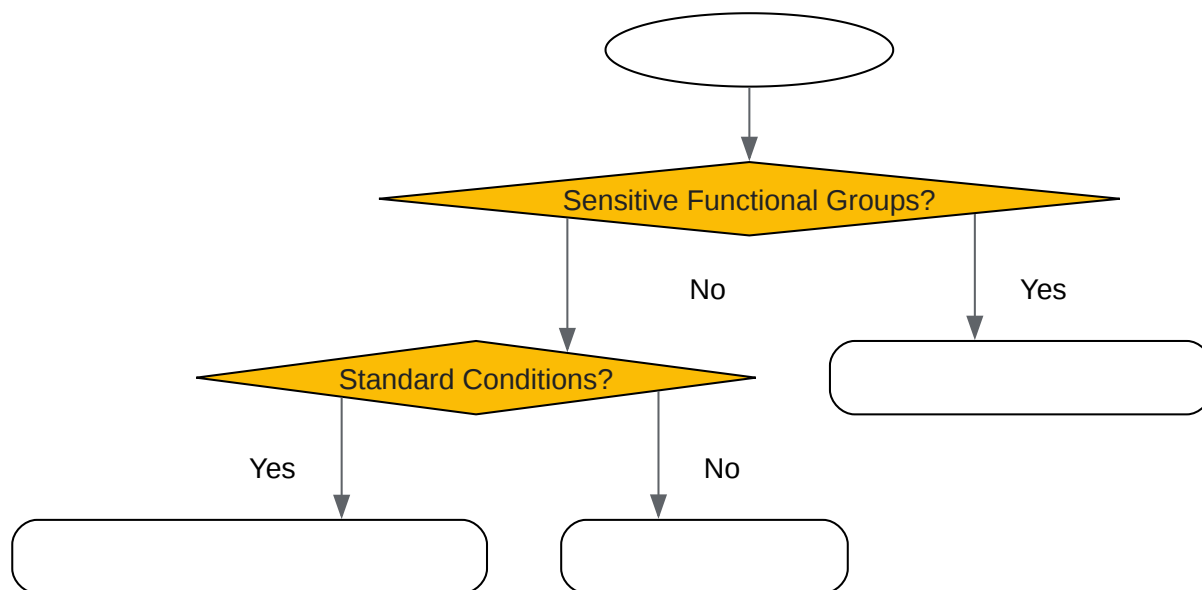 Sensitive Functional Groups?
No
Yes
Standard Conditions?
Yes
No